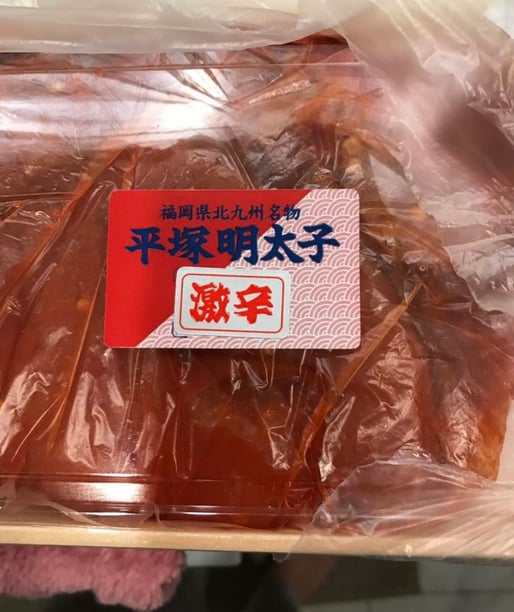 福岡県北九州名物
平塚明太子
激辛